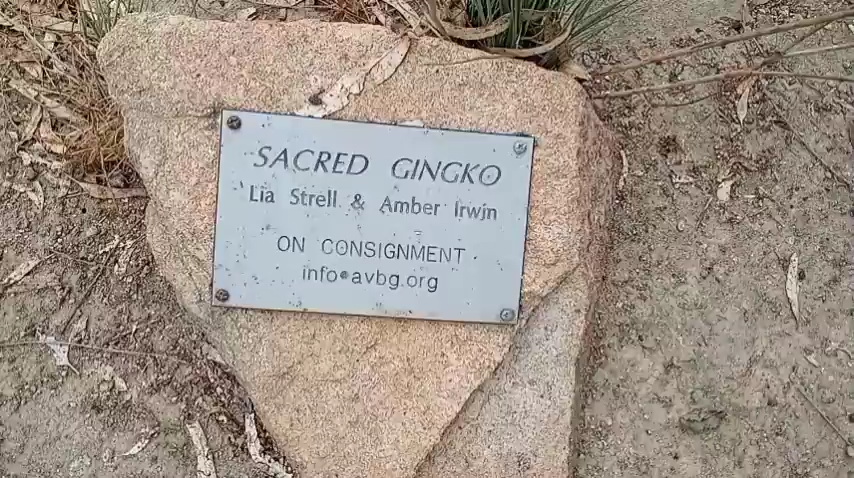 SACRED GINGKO
Lia Strell & Amber Irwin
ON CONSIGNMENT
info@avbg.org